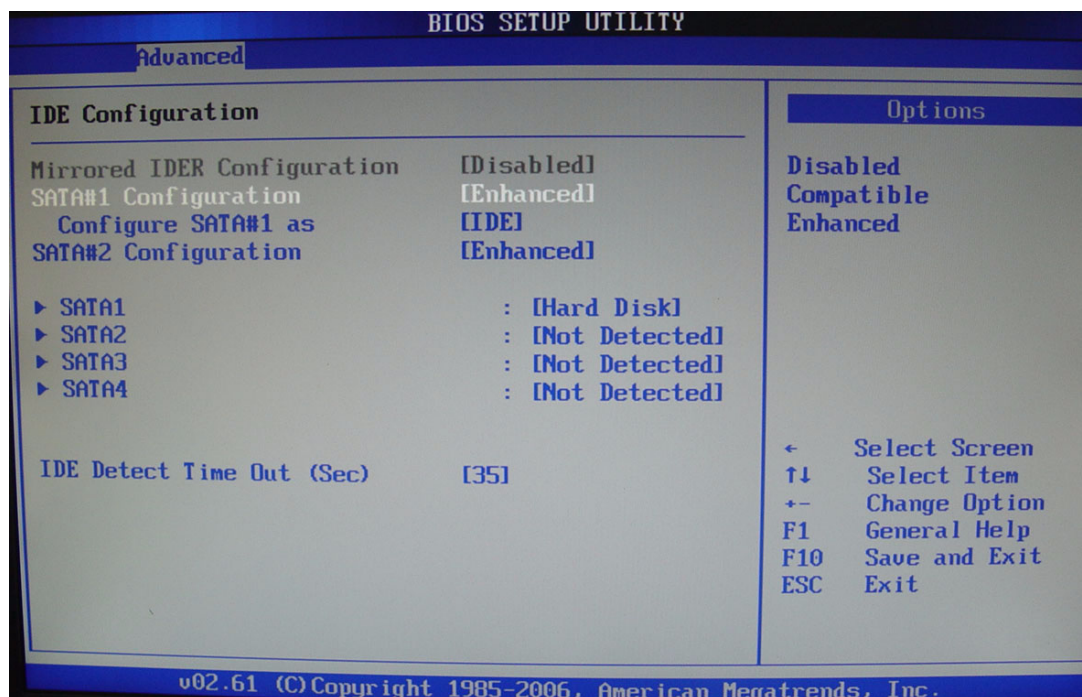 BIOS SETUP UTILITY
Advanced
IDE Configuration
Mirrored IDER Configuration [Disabled]
SATA#1 Configuration [Enhanced]
Configure SATA#1 as [IDE]
SATA#2 Configuration [Enhanced]
SATA1 : [Hard Disk]
SATA2 : [Not Detected]
SATA3 : [Not Detected]
SATA4 : [Not Detected]
IDE Detect Time Out (Sec) [35]
Options
Disabled
Compatible
Enhanced
← Select Screen
↑↓ Select Item
+- Change Option
F1 General Help
F10 Save and Exit
ESC Exit
v02.61 (C)Copyright 1985-2006, American Megatrends, Inc.